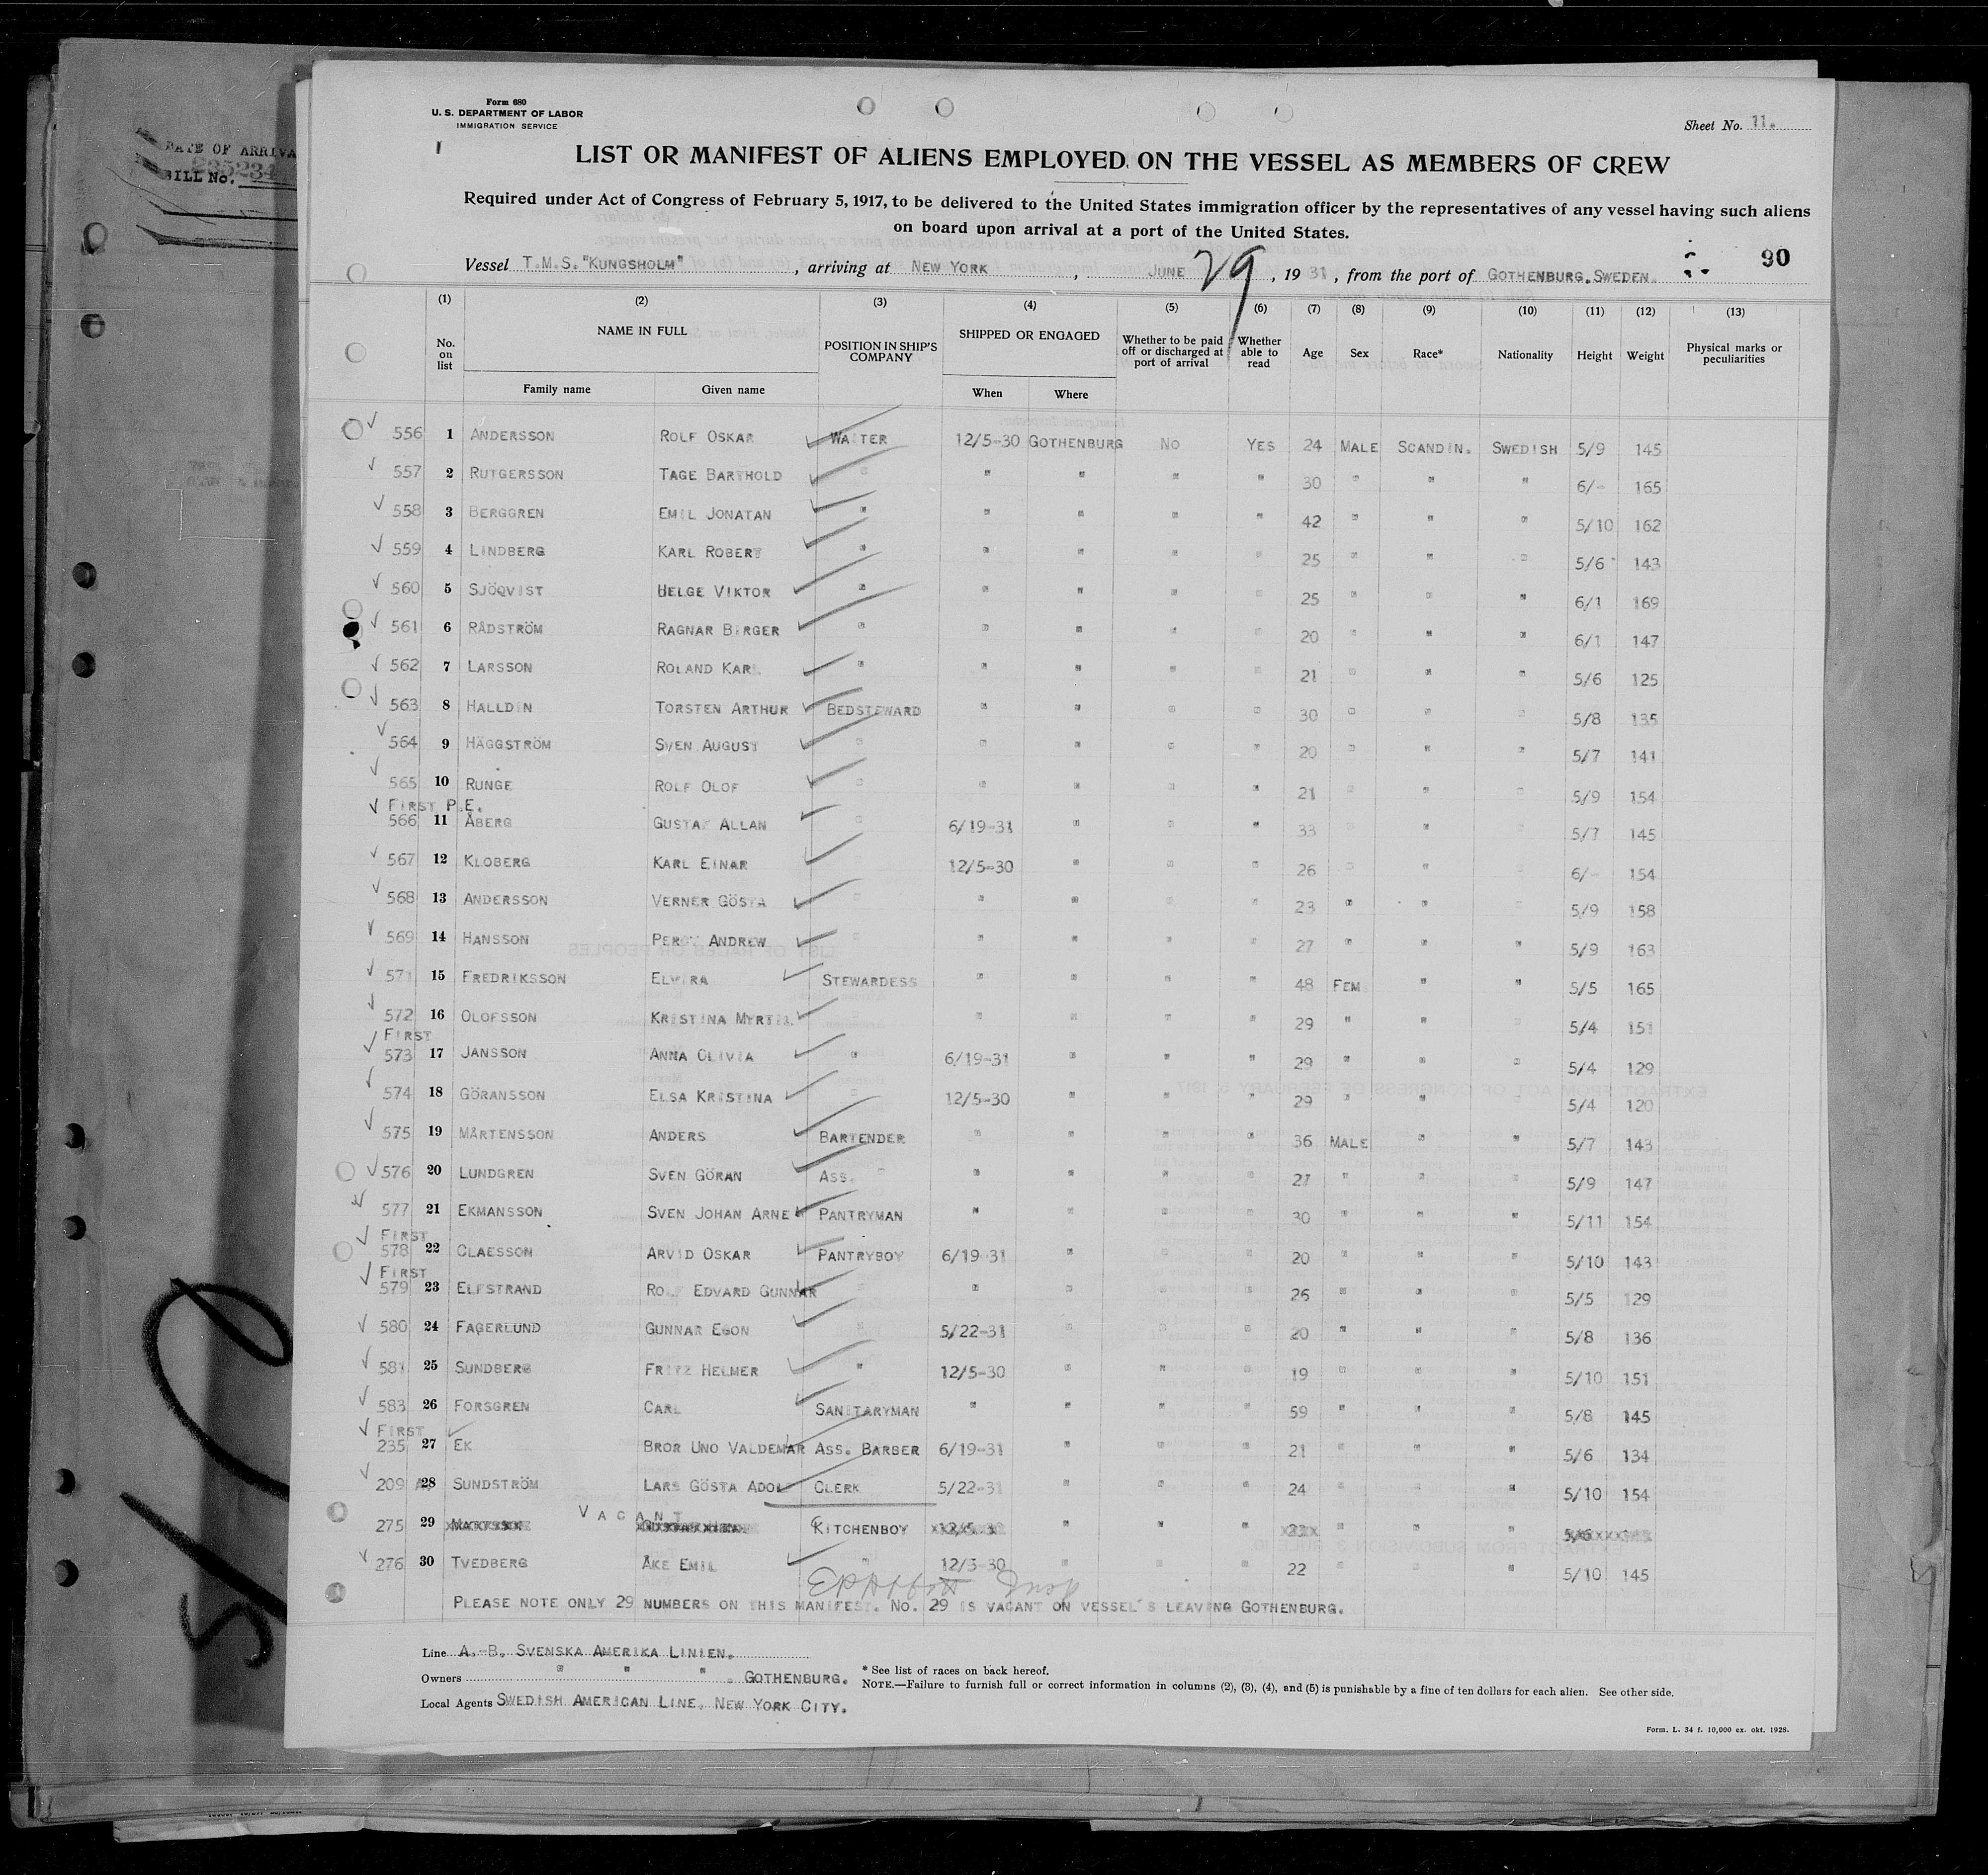 DATE OF ARRIVA
235234
BILL No.
Form 680
U. S. DEPARTMENT OF LABOR
IMMIGRATION SERVICE
Sheet No. 11.
LIST OR MANIFEST OF ALIENS EMPLOYED ON THE VESSEL AS MEMBERS OF CREW
Required under Act of Congress of February 5, 1917, to be delivered to the United States immigration officer by the representatives of any vessel having such aliens
on board upon arrival at a port of the United States.
90
Vessel T.M.S. "KUNGSHOLM", arriving at NEW YORK, JUNE 29, 1931, from the port of GOTHENBURG. SWEDEN.
(1) (2) (3) (4) (5) (6) (7) (8) (9) (10) (11) (12) (13)
No. on list NAME IN FULL POSITION IN SHIP'S COMPANY SHIPPED OR ENGAGED Whether to be paid off or discharged at port of arrival Whether able to read Age Sex Race* Nationality Height Weight Physical marks or peculiarities
Family name Given name When Where
556 1 ANDERSSON ROLF OSKAR WAITER 12/5-30 GOTHENBURG NO YES 24 MALE SCANDIN. SWEDISH 5/9 145
557 2 RUTGERSSON TAGE BARTHOLD " " " " " 30 " " " 6/- 165
558 3 BERGGREN EMIL JONATAN " " " " " 42 " " " 5/10 162
559 4 LINDBERG KARL ROBERT " " " " " 25 " " " 5/6 143
560 5 SJÖQVIST HELGE VIKTOR " " " " " 25 " " " 6/1 169
561 6 RÅDSTRÖM RAGNAR BIRGER " " " " " 20 " " " 6/1 147
562 7 LARSSON ROLAND KARL " " " " " 21 " " " 5/6 125
563 8 HALLDIN TORSTEN ARTHUR BEDSTEWARD " " " " 30 " " " 5/8 135
564 9 HÄGGSTRÖM SVEN AUGUST " " " " " 20 " " " 5/7 141
565 10 RUNGE ROLF OLOF " " " " " 21 " " " 5/9 154
FIRST P.E.
566 11 ÅBERG GUSTAF ALLAN " 6/19-31 " " " 33 " " " 5/7 145
567 12 KLOBERG KARL EINAR " 12/5-30 " " " 26 " " " 6/- 154
568 13 ANDERSSON VERNER GÖSTA " " " " " 23 " " " 5/9 158
569 14 HANSSON PERCY ANDREW " " " " " 27 " " " 5/9 163
571 15 FREDRIKSSON ELVIRA STEWARDESS " " " " 48 FEM. " " 5/5 165
572 16 OLOFSSON KRISTINA MYRTIL " " " " " 29 " " " 5/4 151
FIRST
573 17 JANSSON ANNA OLIVIA " 6/19-31 " " " 29 " " " 5/4 129
574 18 GÖRANSSON ELSA KRISTINA " 12/5-30 " " " 29 " " " 5/4 120
575 19 MÅRTENSSON ANDERS BARTENDER " " " " 36 MALE " " 5/7 143
576 20 LUNDGREN SVEN GÖRAN ASS. " " " " " 27 " " " 5/9 147
577 21 EKMANSSON SVEN JOHAN ARNE PANTRYMAN " " " " 30 " " " 5/11 154
FIRST
578 22 CLAESSON ARVID OSKAR PANTRYBOY 6/19-31 " " " 20 " " " 5/10 143
FIRST
579 23 ELFSTRAND ROLF EDVARD GUNNAR " " " " " 26 " " " 5/5 129
580 24 FAGERLUND GUNNAR EGON " 5/22-31 " " " 20 " " " 5/8 136
581 25 SUNDBERG FRITZ HELMER " 12/5-30 " " " 19 " " " 5/10 151
583 26 FORSGREN CARL SANITARYMAN " " " " 59 " " " 5/8 145
FIRST
235 27 EK BROR UNO VALDEMAR ASS. BARBER 6/19-31 " " " 21 " " " 5/6 134
209 A 28 SUNDSTRÖM LARS GÖSTA ADOLF CLERK 5/22-31 " " " 24 " " " 5/10 154
VACANT
275 29 KITCHENBOY " " " " " "
276 30 TVEDBERG ÅKE EMIL " 12/5-30 " " " 22 " " " 5/10 145
PLEASE NOTE ONLY 29 NUMBERS ON THIS MANIFEST. NO. 29 IS VACANT ON VESSEL'S LEAVING GOTHENBURG.
Line A.-B. SVENSKA AMERIKA LINIEN.
Owners " " " . GOTHENBURG.
Local Agents SWEDISH AMERICAN LINE. NEW YORK CITY.
* See list of races on back hereof.
NOTE.—Failure to furnish full or correct information in columns (2), (3), (4), and (5) is punishable by a fine of ten dollars for each alien. See other side.
Form. L. 34 f. 10,000 ex. okt. 1928.